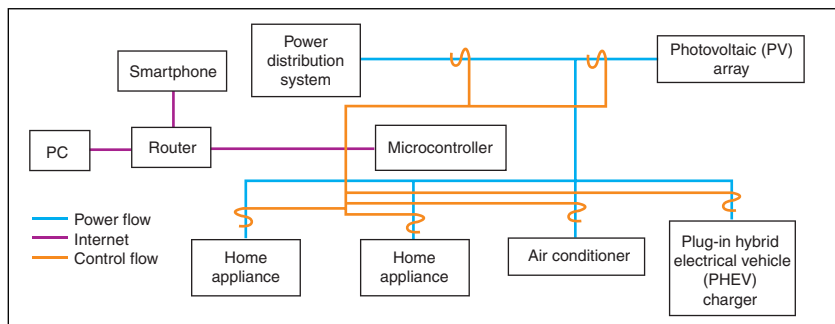 Power
distribution
system
Photovoltaic (PV)
array
Smartphone
PC
Router
Microcontroller
Power flow
Internet
Control flow
Home
appliance
Home
appliance
Air conditioner
Plug-in hybrid
electrical vehicle
(PHEV)
charger